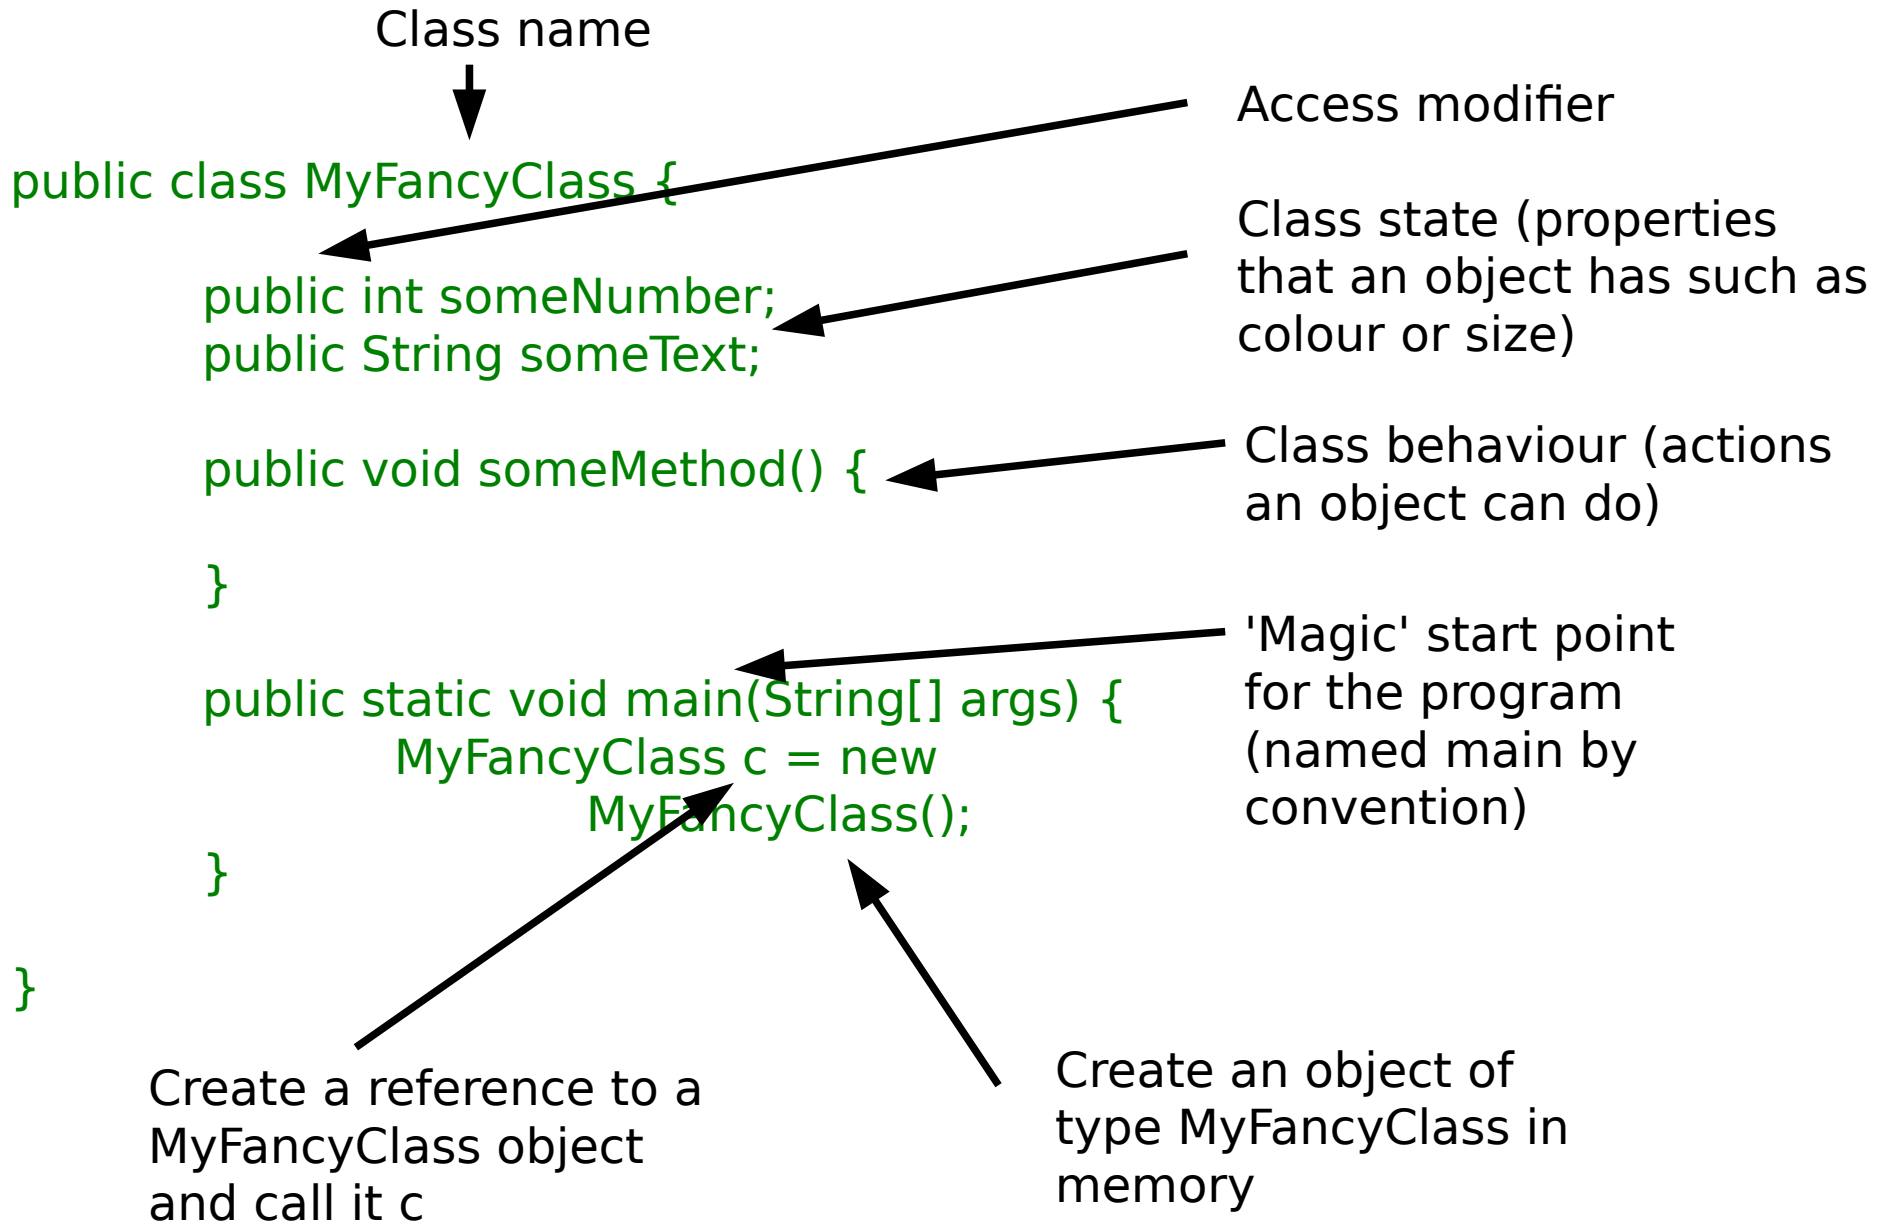 Class name
Access modifier
public class MyFancyClass {
Class state (properties
that an object has such as
colour or size)
public int someNumber;
public String someText;
Class behaviour (actions
an object can do)
public void someMethod() {
}
'Magic' start point
for the program
(named main by
convention)
public static void main(String[] args) {
MyFancyClass c = new
MyFancyClass();
}
}
Create a reference to a
MyFancyClass object
and call it c
Create an object of
type MyFancyClass in
memory